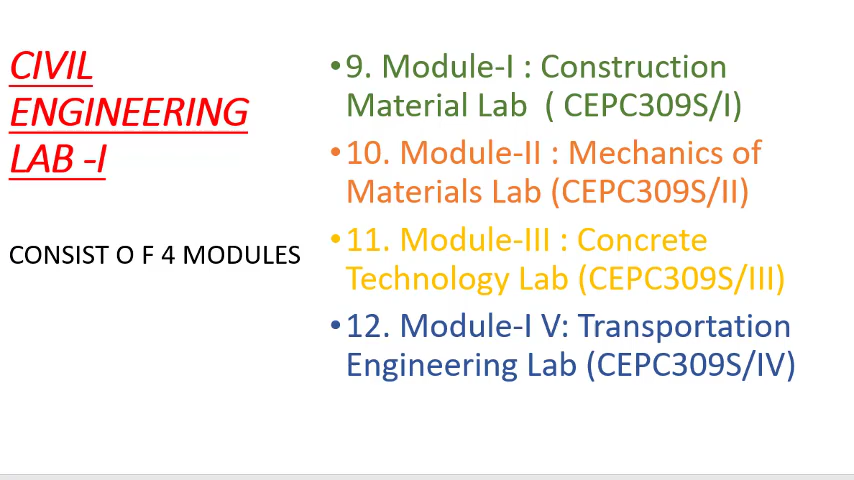 CIVIL
ENGINEERING
LAB -I
CONSIST O F 4 MODULES
•9. Module-I : Construction
Material Lab  ( CEPC309S/I)
•10. Module-II : Mechanics of
Materials Lab (CEPC309S/II)
•11. Module-III : Concrete
Technology Lab (CEPC309S/III)
•12. Module-I V: Transportation
Engineering Lab (CEPC309S/IV)